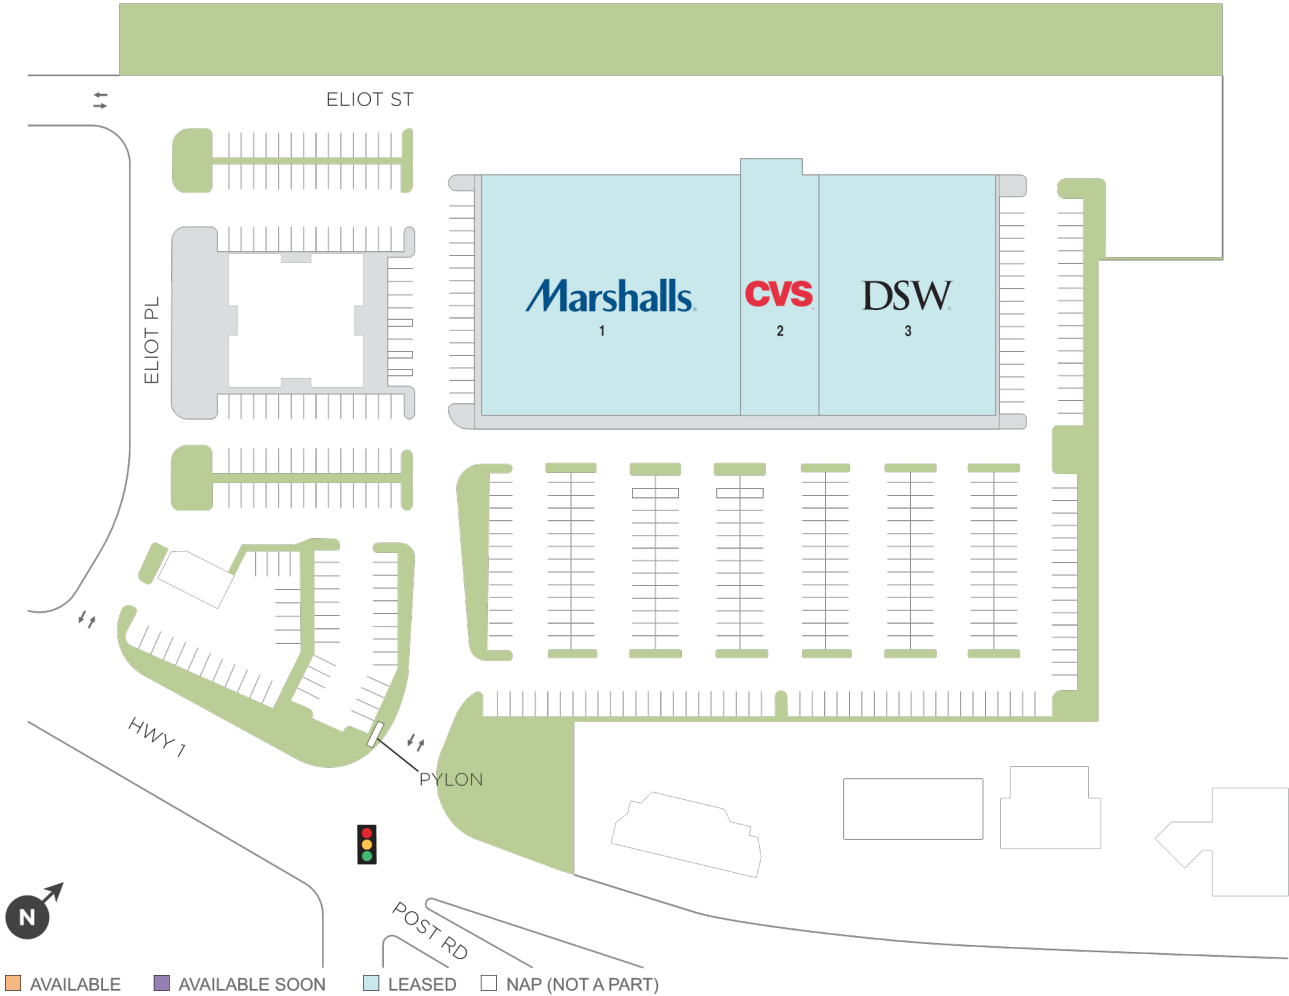 ELIOT ST
Marshalls
1
CVS
2
DSW
3
ELIOT PL
HWY 1
PYLON
POST RD
N
AVAILABLE
AVAILABLE SOON
LEASED
NAP (NOT A PART)